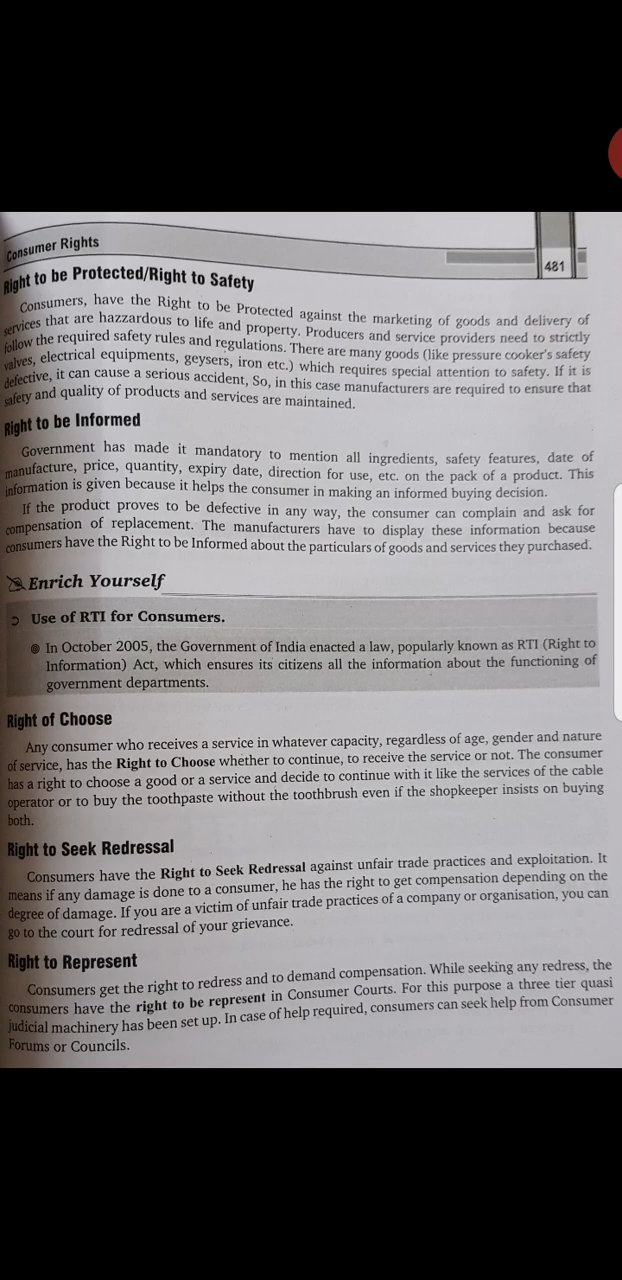 Consumer Rights
481
Right to be Protected/Right to Safety
Consumers, have the Right to be Protected against the marketing of goods and delivery of
services that are hazzardous to life and property. Producers and service providers need to strictly
follow the required safety rules and regulations. There are many goods (like pressure cooker's safety
valves, electrical equipments, geysers, iron etc.) which requires special attention to safety. If it is
defective, it can cause a serious accident, So, in this case manufacturers are required to ensure that
safety and quality of products and services are maintained.
Right to be Informed
Government has made it mandatory to mention all ingredients, safety features, date of
manufacture, price, quantity, expiry date, direction for use, etc. on the pack of a product. This
information is given because it helps the consumer in making an informed buying decision.
If the product proves to be defective in any way, the consumer can complain and ask for
compensation of replacement. The manufacturers have to display these information because
consumers have the Right to be Informed about the particulars of goods and services they purchased.
Enrich Yourself
Use of RTI for Consumers.
In October 2005, the Government of India enacted a law, popularly known as RTI (Right to
Information) Act, which ensures its citizens all the information about the functioning of
government departments.
Right of Choose
Any consumer who receives a service in whatever capacity, regardless of age, gender and nature
of service, has the Right to Choose whether to continue, to receive the service or not. The consumer
has a right to choose a good or a service and decide to continue with it like the services of the cable
operator or to buy the toothpaste without the toothbrush even if the shopkeeper insists on buying
both.
Right to Seek Redressal
Consumers have the Right to Seek Redressal against unfair trade practices and exploitation. It
means if any damage is done to a consumer, he has the right to get compensation depending on the
degree of damage. If you are a victim of unfair trade practices of a company or organisation, you can
go to the court for redressal of your grievance.
Right to Represent
Consumers get the right to redress and to demand compensation. While seeking any redress, the
consumers have the right to be represent in Consumer Courts. For this purpose a three tier quasi
judicial machinery has been set up. In case of help required, consumers can seek help from Consumer
Forums or Councils.